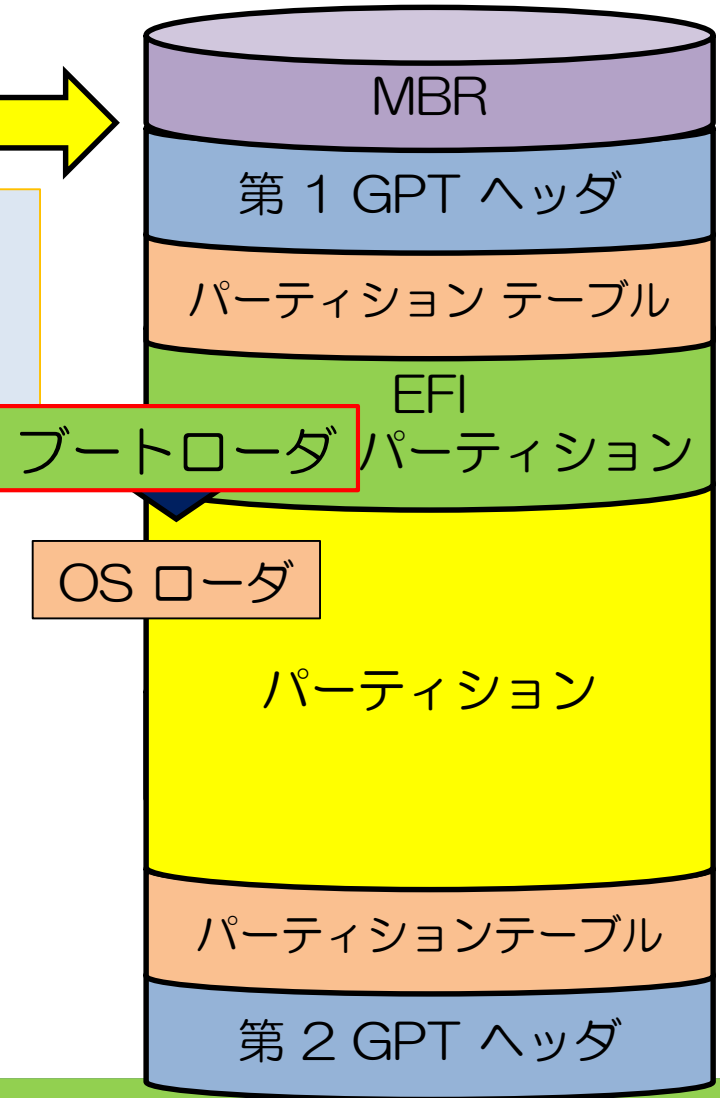 MBR
第 1 GPT ヘッダ
パーティション テーブル
EFI
ブートローダ パーティション
OS ローダ
パーティション
パーティションテーブル
第 2 GPT ヘッダ